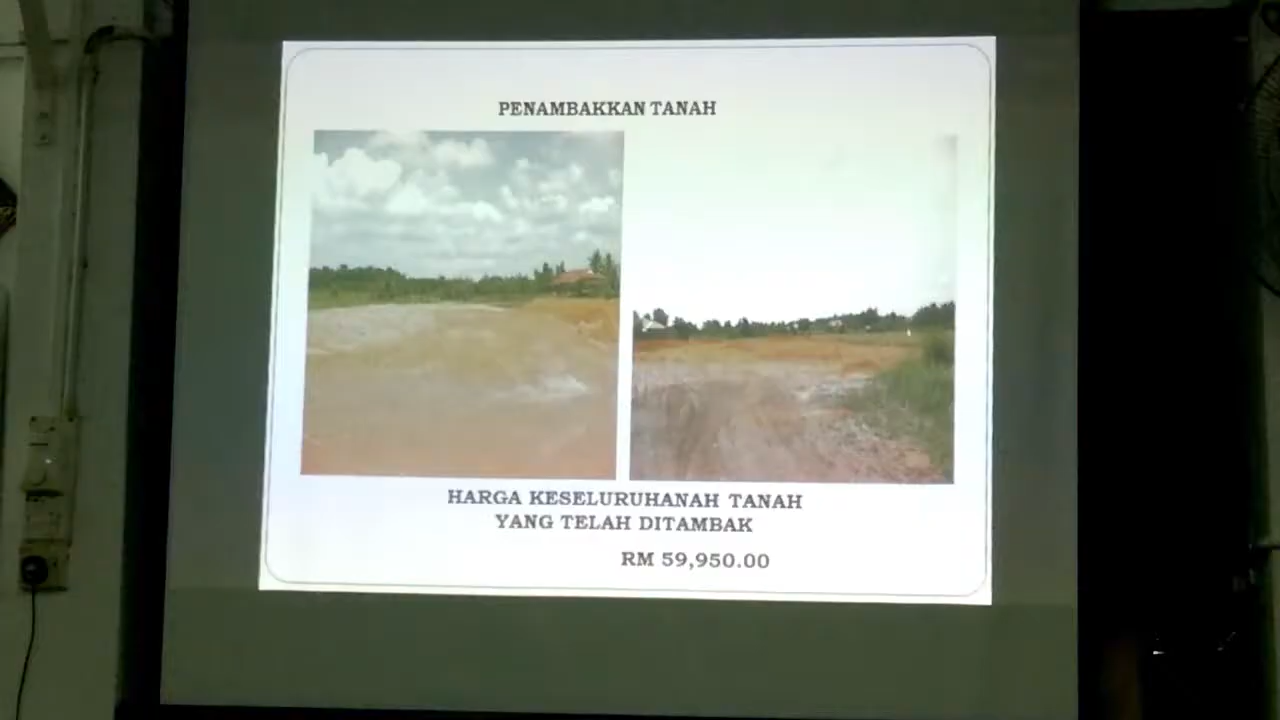 PENAMBAKKAN TANAH
HARGA KESELURUHANAH TANAH
YANG TELAH DITAMBAK
RM 59,950.00